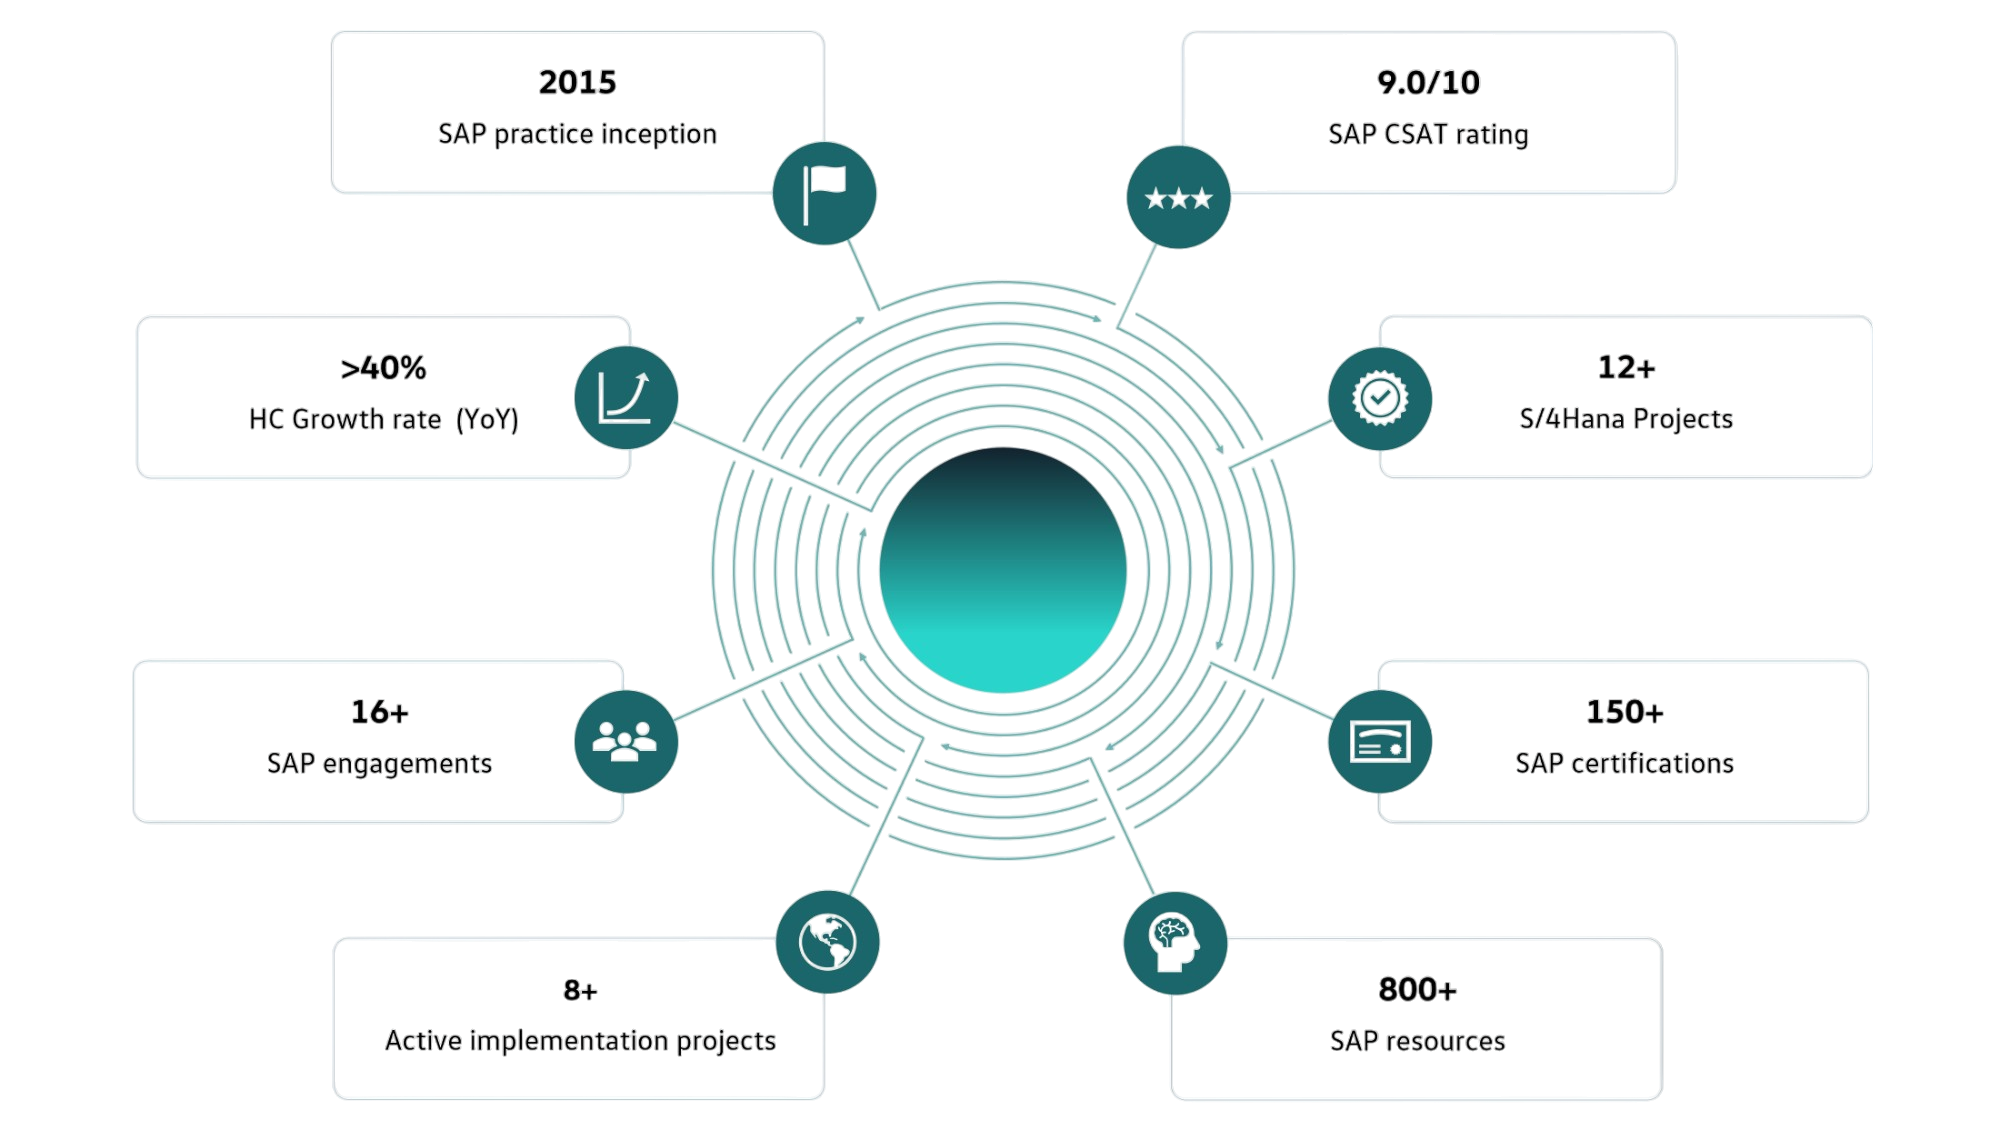 2015
SAP practice inception
9.0/10
SAP CSAT rating
>40%
HC Growth rate  (YoY)
12+
S/4Hana Projects
16+
SAP engagements
150+
SAP certifications
8+
Active implementation projects
800+
SAP resources